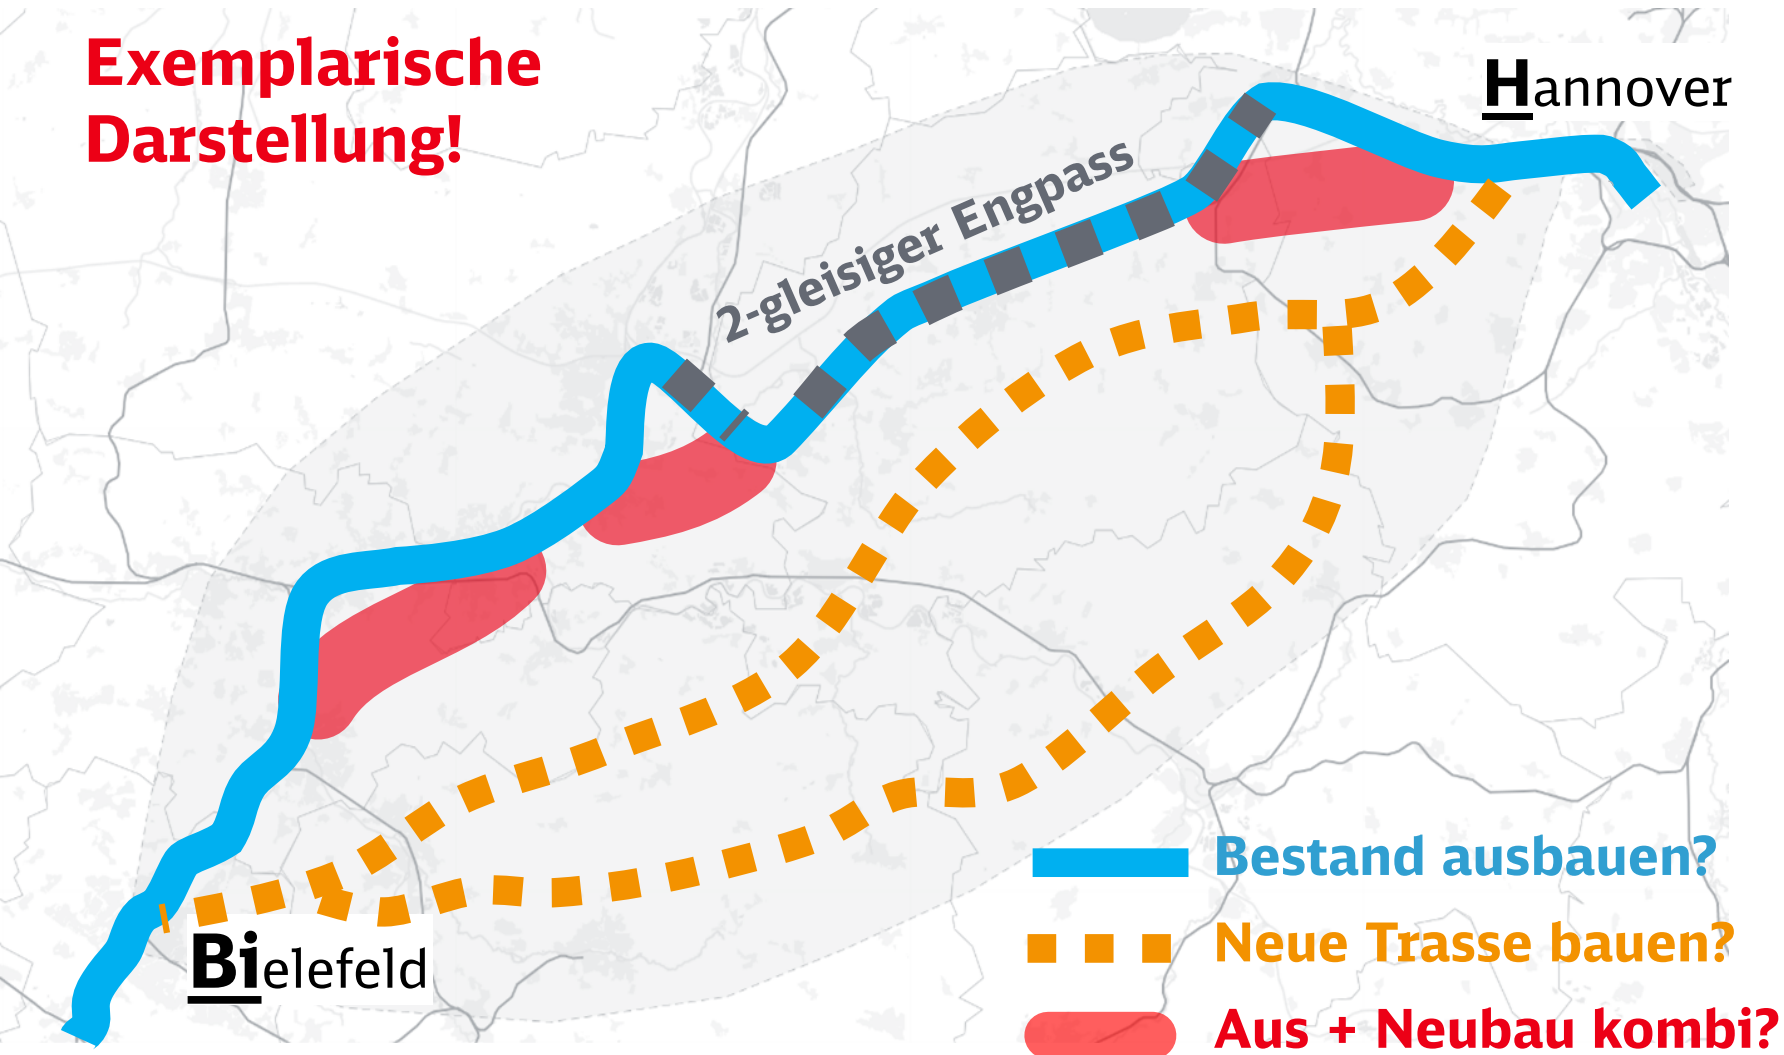 Exemplarische
Darstellung!
Hannover
2-gleisiger Engpass
Bielefeld
Bestand ausbauen?
Neue Trasse bauen?
Aus + Neubau kombi?